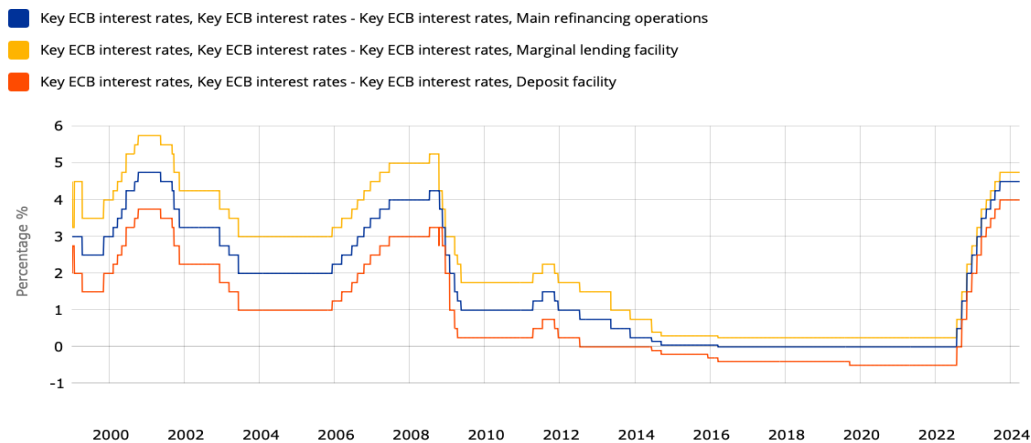 Key ECB interest rates, Key ECB interest rates - Key ECB interest rates, Main refinancing operations
Key ECB interest rates, Key ECB interest rates - Key ECB interest rates, Marginal lending facility
Key ECB interest rates, Key ECB interest rates - Key ECB interest rates, Deposit facility
Percentage %
6
5
4
3
2
1
0
-1
2000 2002 2004 2006 2008 2010 2012 2014 2016 2018 2020 2022 2024